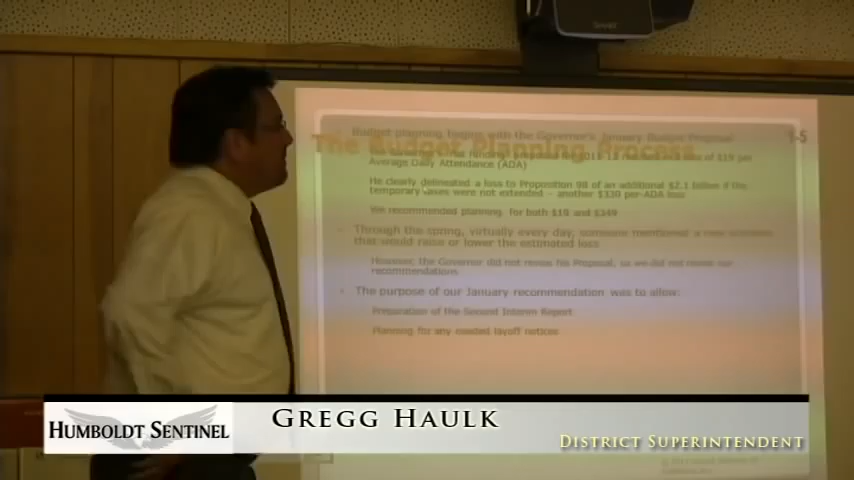 Budget planning begins with the Governor's January Budget Proposal
1-5
The Budget Planning Process
Average Daily Attendance (ADA)
He clearly delineated a loss to Proposition 98 of an additional $2.1 billion if the
temporary taxes were not extended – another $330 per-ADA loss
We recommended planning for both $19 and $349
Through the spring, virtually every day, someone mentioned a new
that would raise or lower the estimated loss
However, the Governor did not revise his Proposal, so we did not revise our
recommendations
The purpose of our January recommendation was to allow:
Preparation of the Second Interim Report
Planning for any needed layoff notices
HUMBOLDT SENTINEL
GREGG HAULK
DISTRICT SUPERINTENDENT